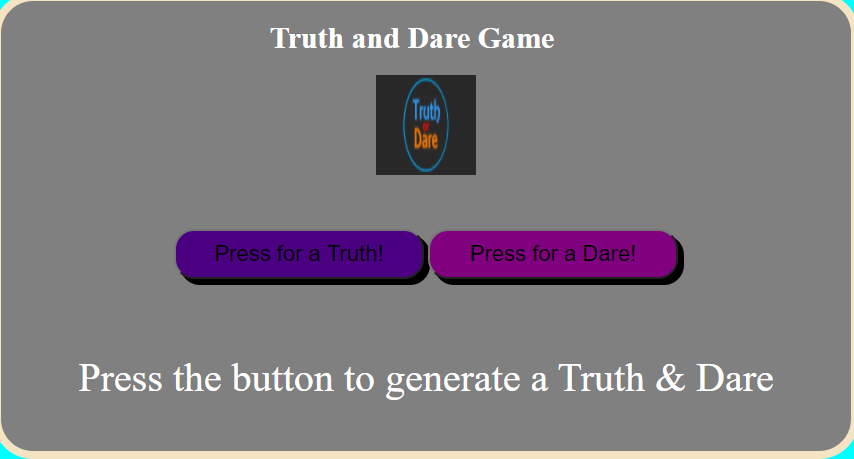 Truth and Dare Game
Truth
or
Dare
Press for a Truth!
Press for a Dare!
Press the button to generate a Truth & Dare